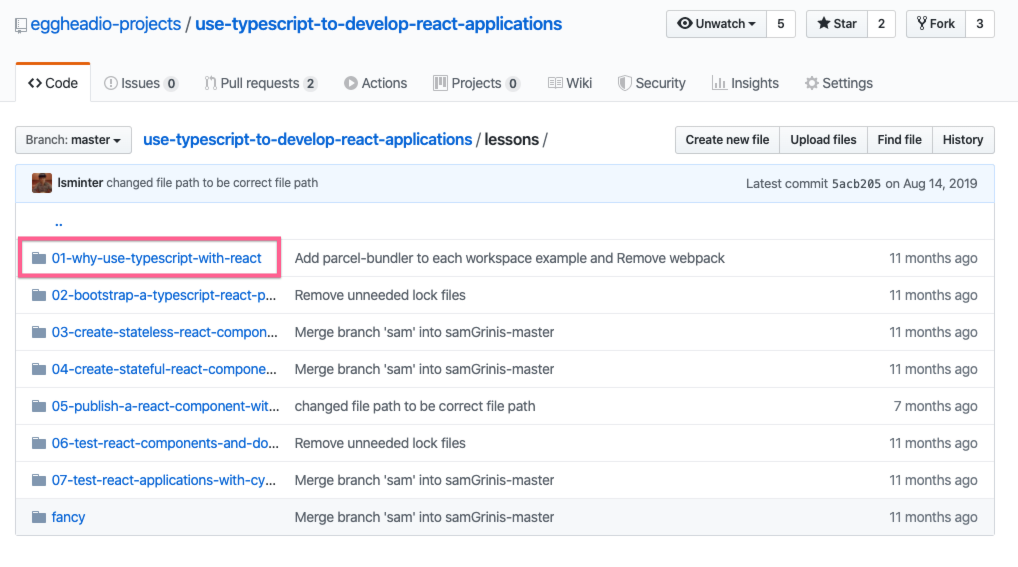 eggheadio-projects / use-typescript-to-develop-react-applications Unwatch 5 Star 2 Fork 3
Code Issues 0 Pull requests 2 Actions Projects 0 Wiki Security Insights Settings
Branch: master use-typescript-to-develop-react-applications / lessons / Create new file Upload files Find file History
lsminter changed file path to be correct file path Latest commit 5acb205 on Aug 14, 2019
..
01-why-use-typescript-with-react Add parcel-bundler to each workspace example and Remove webpack 11 months ago
02-bootstrap-a-typescript-react-p... Remove unneeded lock files 11 months ago
03-create-stateless-react-compon... Merge branch 'sam' into samGrinis-master 11 months ago
04-create-stateful-react-compone... Merge branch 'sam' into samGrinis-master 11 months ago
05-publish-a-react-component-wit... changed file path to be correct file path 7 months ago
06-test-react-components-and-do... Remove unneeded lock files 11 months ago
07-test-react-applications-with-cy... Merge branch 'sam' into samGrinis-master 11 months ago
fancy Merge branch 'sam' into samGrinis-master 11 months ago